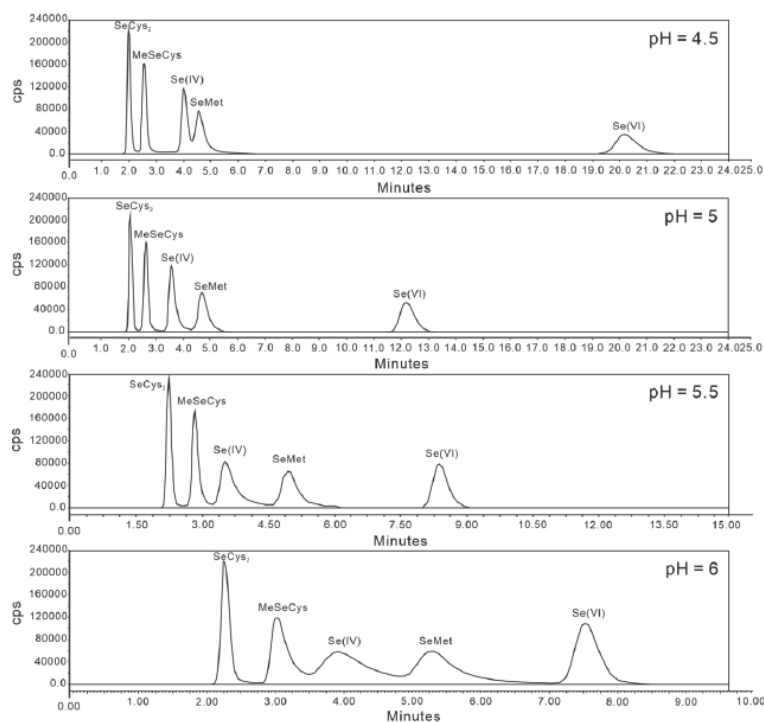 240000
200000
160000
120000
80000
40000
0.0
cps
SeCys₂
MeSeCys
Se(IV)
SeMet
Se(VI)
pH = 4.5
0.0 1.0 2.0 3.0 4.0 5.0 6.0 7.0 8.0 9.0 10.0 11.0 12.0 13.0 14.0 15.0 16.0 17.0 18.0 19.0 20.0 21.0 22.0 23.0 24.025.0
Minutes
240000
200000
160000
120000
80000
40000
0.0
cps
SeCys₂
MeSeCys
Se(IV)
SeMet
Se(VI)
pH = 5
0.0 1.0 2.0 3.0 4.0 5.0 6.0 7.0 8.0 9.0 10.0 11.0 12.0 13.0 14.0 15.0 16.0 17.0 18.0 19.0 20.0 21.0 22.0 23.0 24.025.0
Minutes
240000
200000
160000
120000
80000
40000
0.0
cps
SeCys₂
MeSeCys
Se(IV)
SeMet
Se(VI)
pH = 5.5
0.00 1.50 3.00 4.50 6.00 7.50 9.00 10.50 12.00 13.50 15.00
Minutes
240000
200000
160000
120000
80000
40000
0.0
cps
SeCys₂
MeSeCys
Se(IV)
SeMet
Se(VI)
pH = 6
0.00 1.00 2.00 3.00 4.00 5.00 6.00 7.00 8.00 9.00 10.00
Minutes